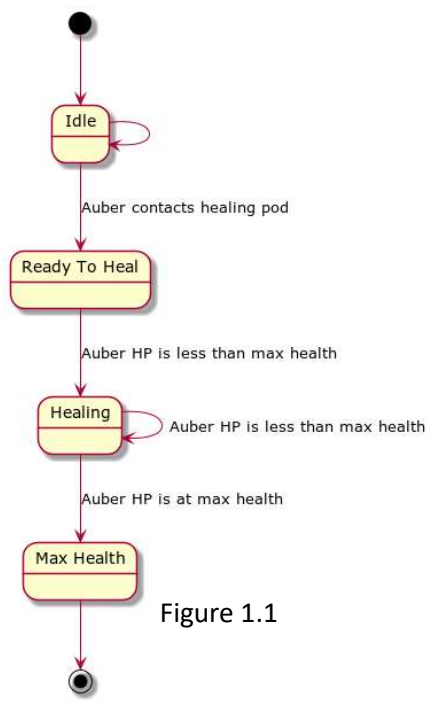 Idle
Auber contacts healing pod
Ready To Heal
Auber HP is less than max health
Healing
Auber HP is less than max health
Auber HP is at max health
Max Health
Figure 1.1